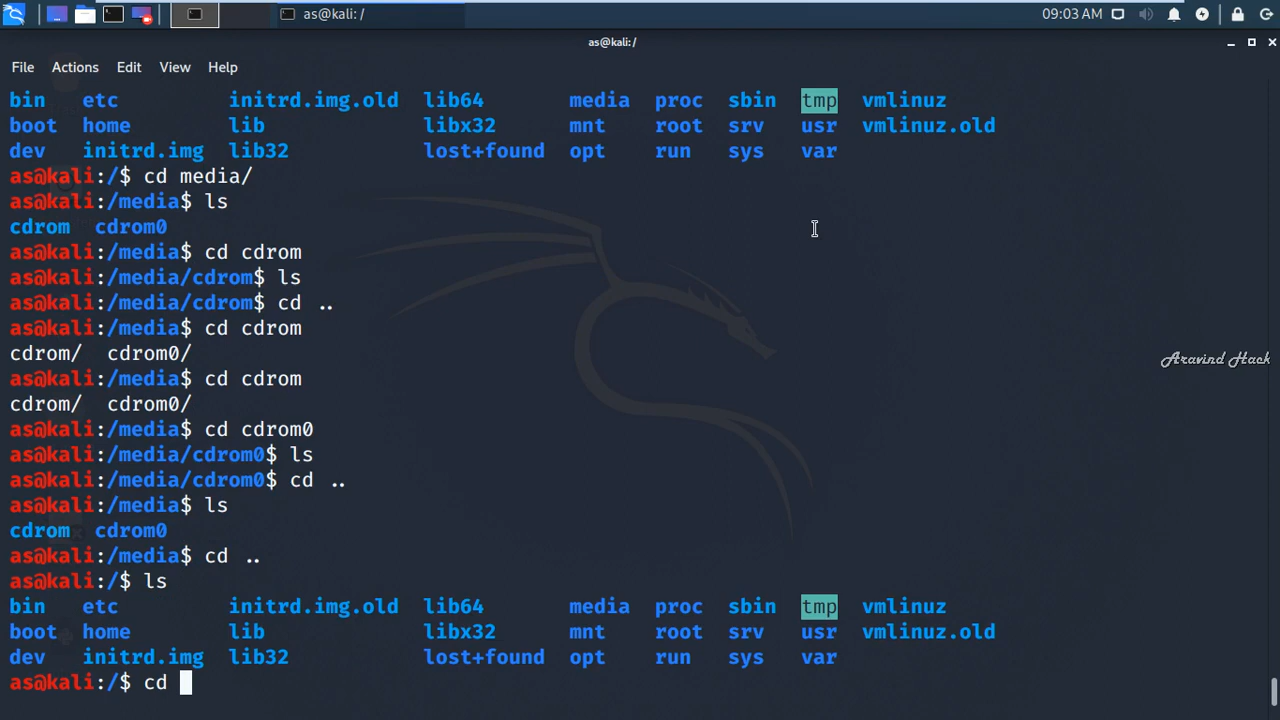 as@kali: /
09:03 AM
as@kali: /
File Actions Edit View Help
bin etc initrd.img.old lib64 media proc sbin tmp vmlinuz
boot home lib libx32 mnt root srv usr vmlinuz.old
dev initrd.img lib32 lost+found opt run sys var
as@kali:/$ cd media/
as@kali:/media$ ls
cdrom cdrom0
as@kali:/media$ cd cdrom
as@kali:/media/cdrom$ ls
as@kali:/media/cdrom$ cd ..
as@kali:/media$ cd cdrom
cdrom/ cdrom0/
as@kali:/media$ cd cdrom
cdrom/ cdrom0/
as@kali:/media$ cd cdrom0
as@kali:/media/cdrom0$ ls
as@kali:/media/cdrom0$ cd ..
as@kali:/media$ ls
cdrom cdrom0
as@kali:/media$ cd ..
as@kali:/$ ls
bin etc initrd.img.old lib64 media proc sbin tmp vmlinuz
boot home lib libx32 mnt root srv usr vmlinuz.old
dev initrd.img lib32 lost+found opt run sys var
as@kali:/$ cd
Aravind Hack